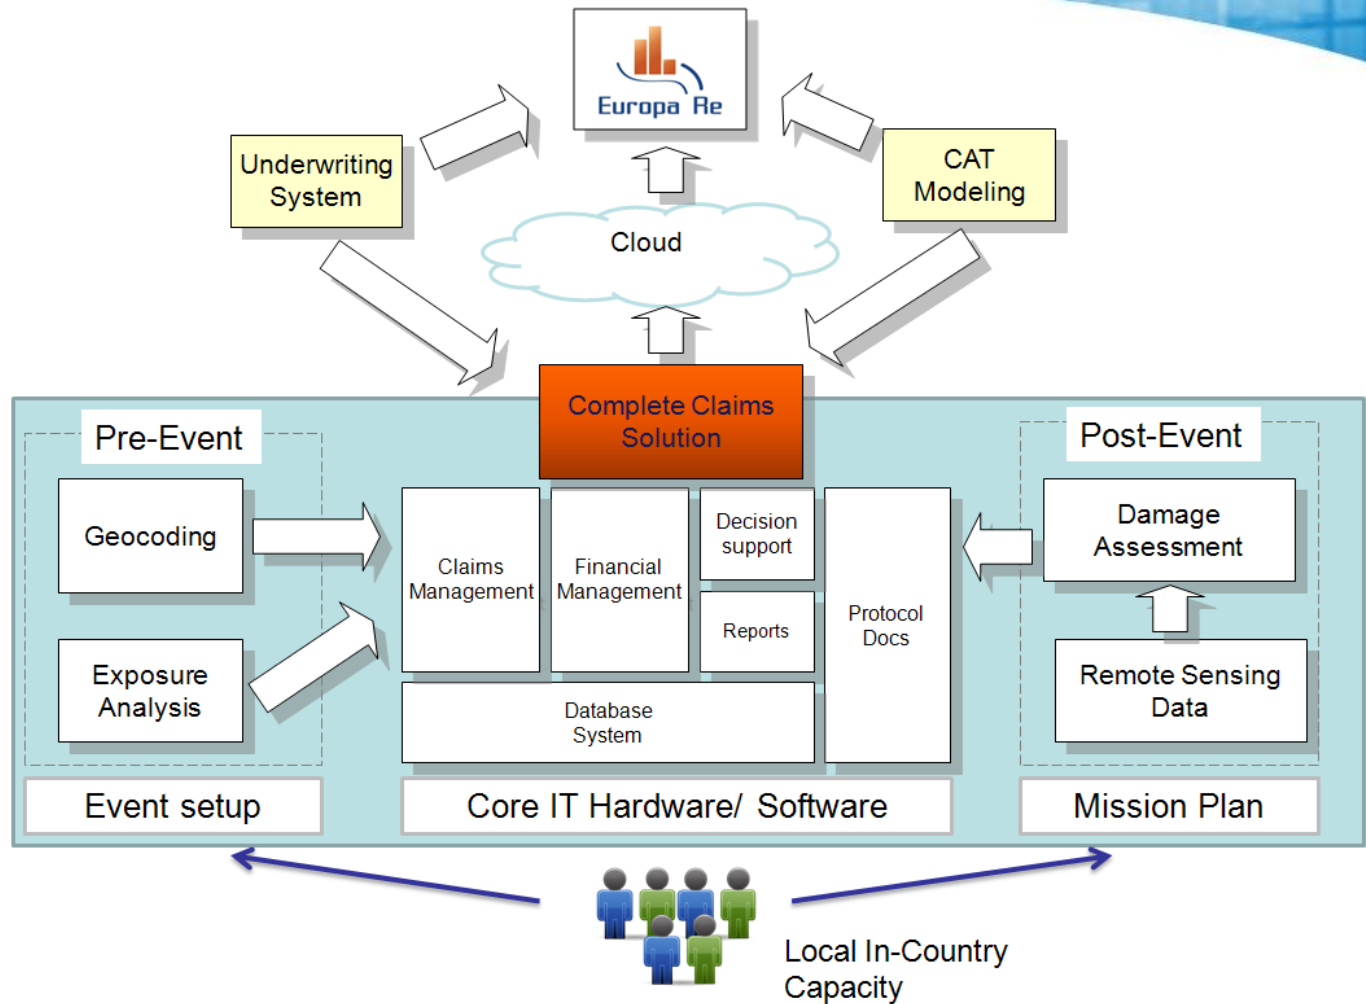 Europa Re
Underwriting
System
CAT
Modeling
Cloud
Complete Claims
Solution
Pre-Event
Post-Event
Geocoding
Exposure
Analysis
Claims
Management
Financial
Management
Decision
support
Reports
Protocol
Docs
Database
System
Damage
Assessment
Remote Sensing
Data
Event setup
Core IT Hardware/ Software
Mission Plan
Local In-Country
Capacity